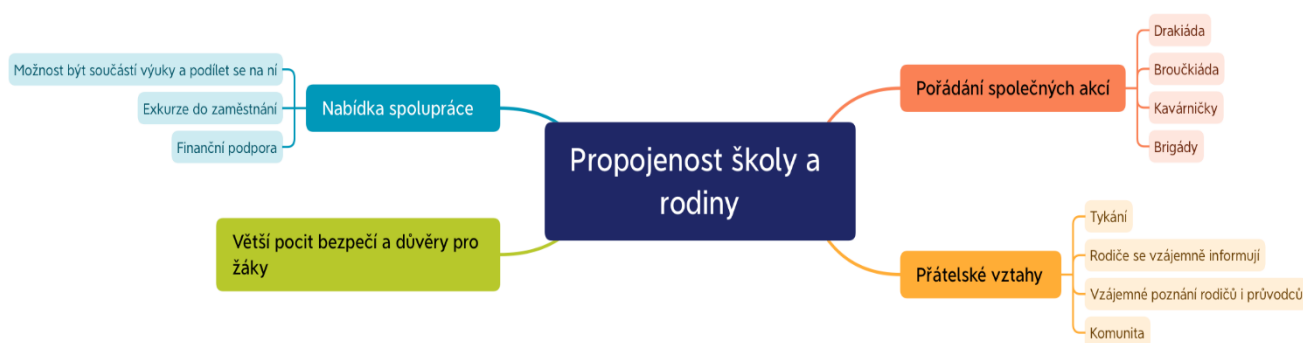 Propojenost školy a
rodiny
Nabídka spolupráce
Možnost být součástí výuky a podílet se na ní
Exkurze do zaměstnání
Finanční podpora
Větší pocit bezpečí a důvěry pro
žáky
Pořádání společných akcí
Drakiáda
Broučkiáda
Kavárničky
Brigády
Přátelské vztahy
Tykání
Rodiče se vzájemně informují
Vzájemné poznání rodičů i průvodců
Komunita